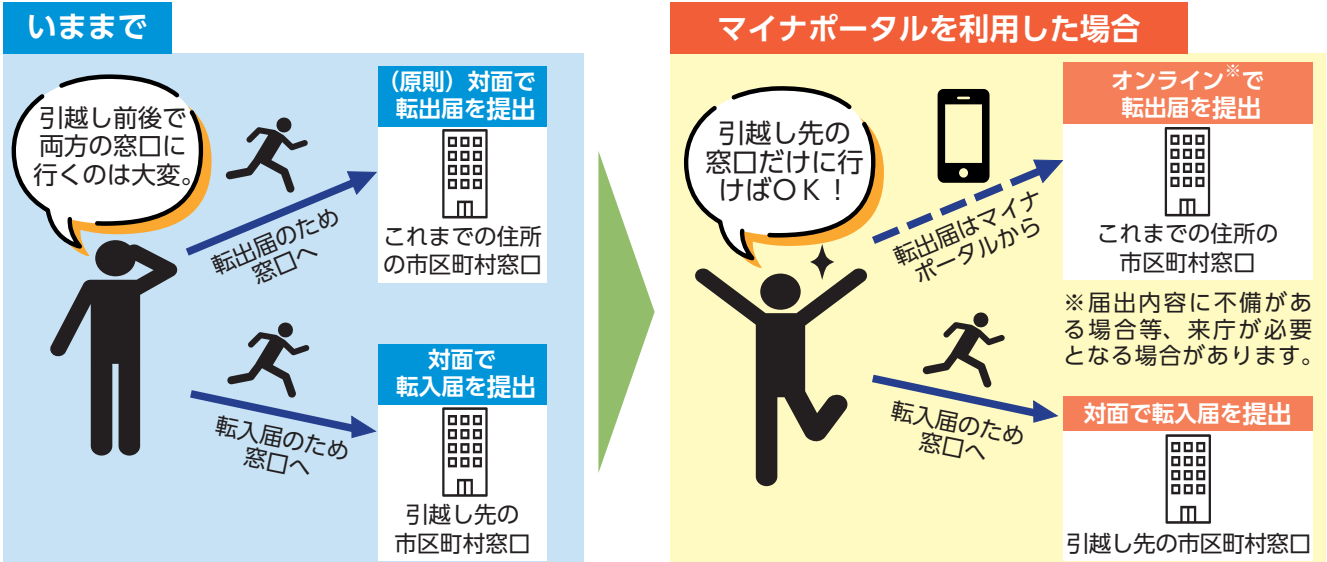 いままで
引越し前後で
両方の窓口に
行くのは大変。
(原則)対面で
転出届を提出
転出届のため
窓口へ
これまでの住所
の市区町村窓口
対面で
転入届を提出
転入届のため
窓口へ
引越し先の
市区町村窓口
マイナポータルを利用した場合
引越し先の
窓口だけに行
けばOK！
オンライン※で
転出届を提出
転出届はマイナ
ポータルから
これまでの住所の
市区町村窓口
※届出内容に不備があ
る場合等、来庁が必要
となる場合があります。
対面で転入届を提出
転入届のため
窓口へ
引越し先の市区町村窓口